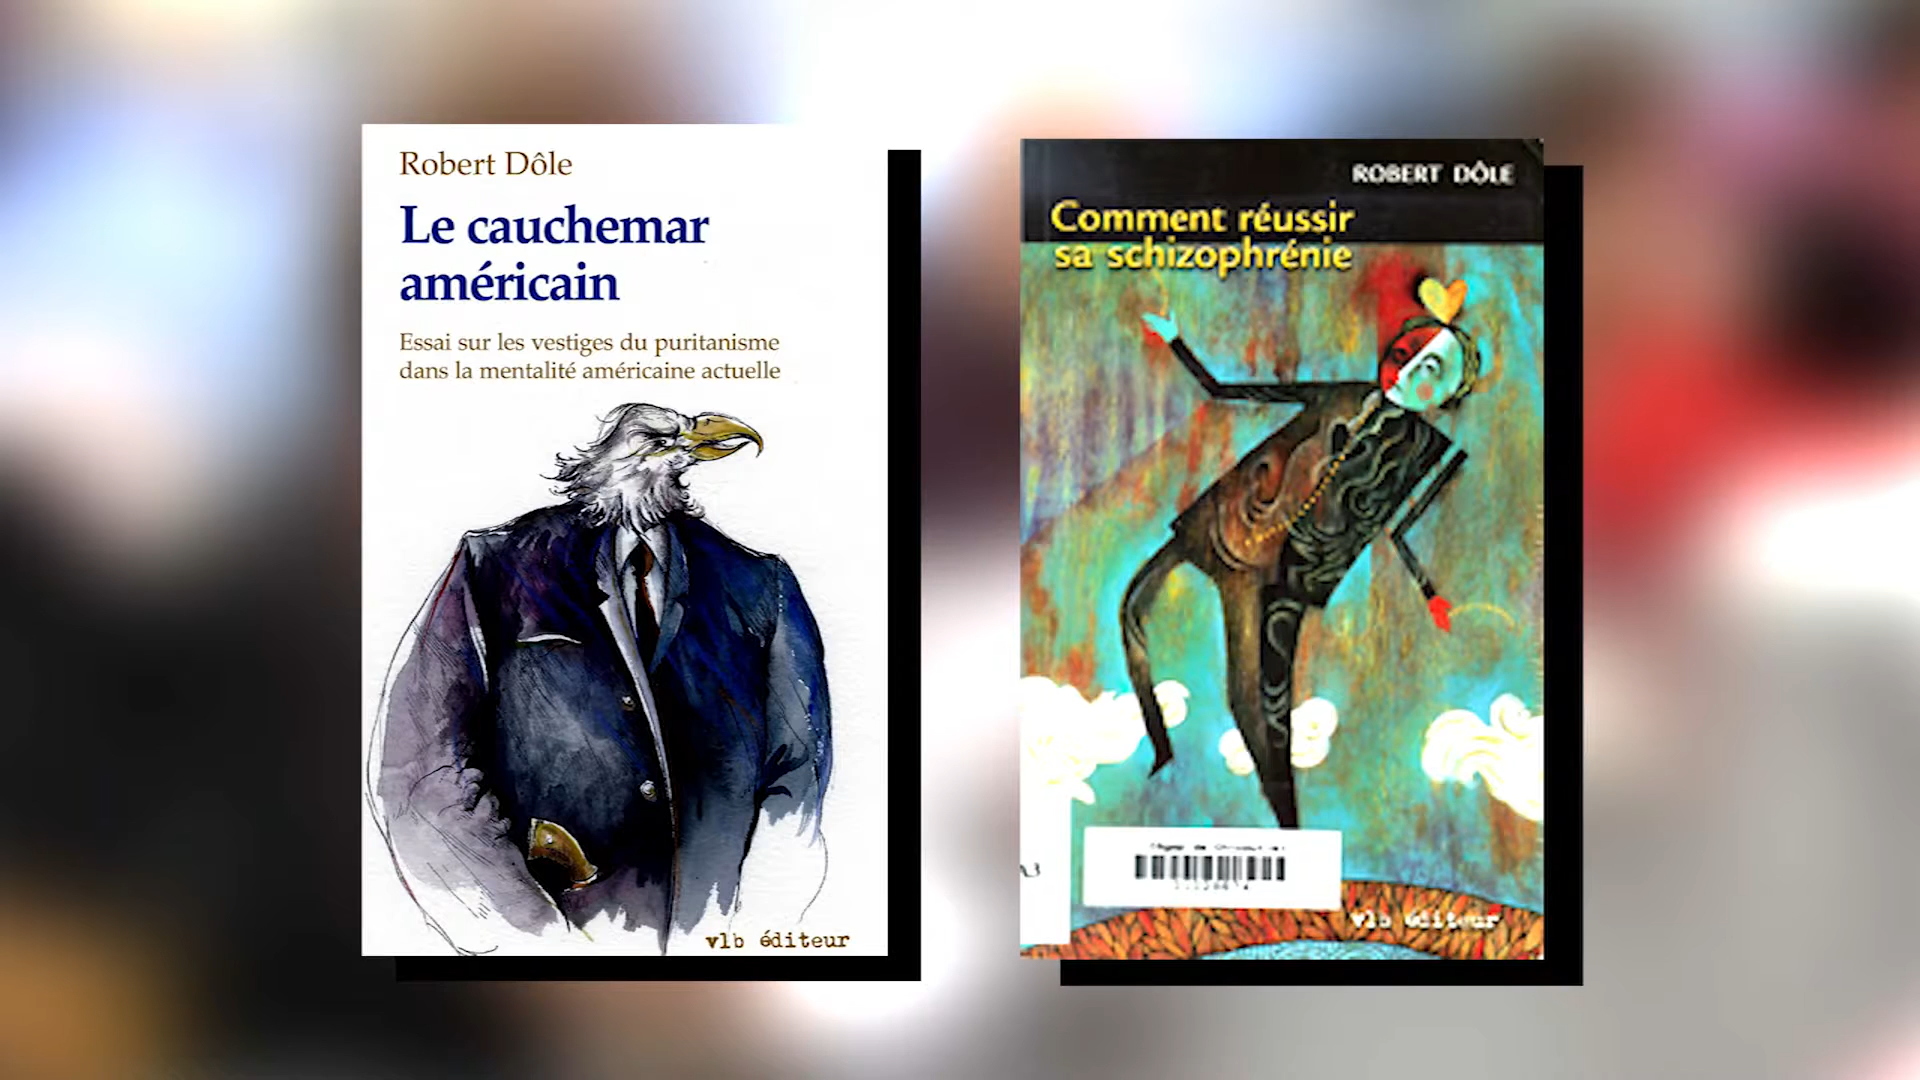 Robert Dôle
Le cauchemar
américain
Essai sur les vestiges du puritanisme
dans la mentalité américaine actuelle
vlb éditeur
ROBERT DÔLE
Comment réussir
sa schizophrénie
vlb éditeur